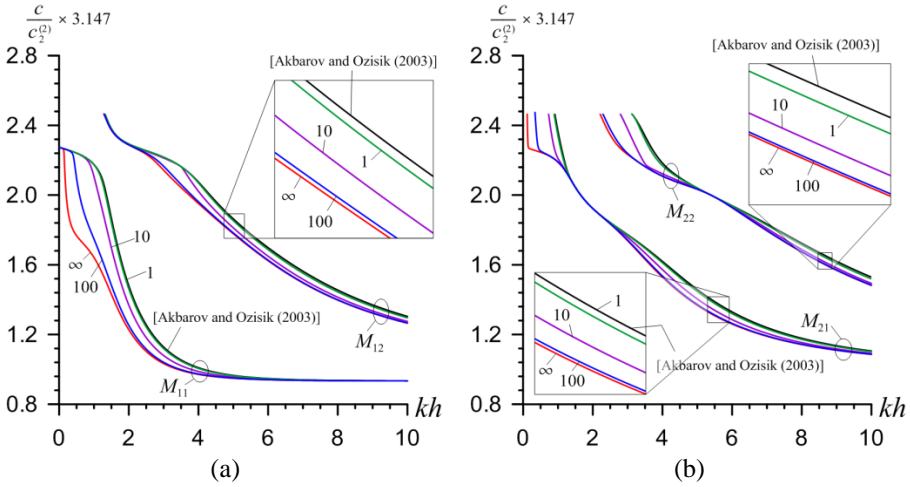 c/c₂⁽²⁾ × 3.147
2.8
2.4
2.0
1.6
1.2
0.8
0 2 4 6 8 10 kh
[Akbarov and Ozisik (2003)]
10
1
∞
100
10
∞
1
100
[Akbarov and Ozisik (2003)]
M₁₂
M₁₁
(a)
c/c₂⁽²⁾ × 3.147
2.8
2.4
2.0
1.6
1.2
0.8
0 2 4 6 8 10 kh
[Akbarov and Ozisik (2003)]
10
1
∞
100
M₂₂
1
10
∞
100
M₂₁
[Akbarov and Ozisik (2003)]
(b)